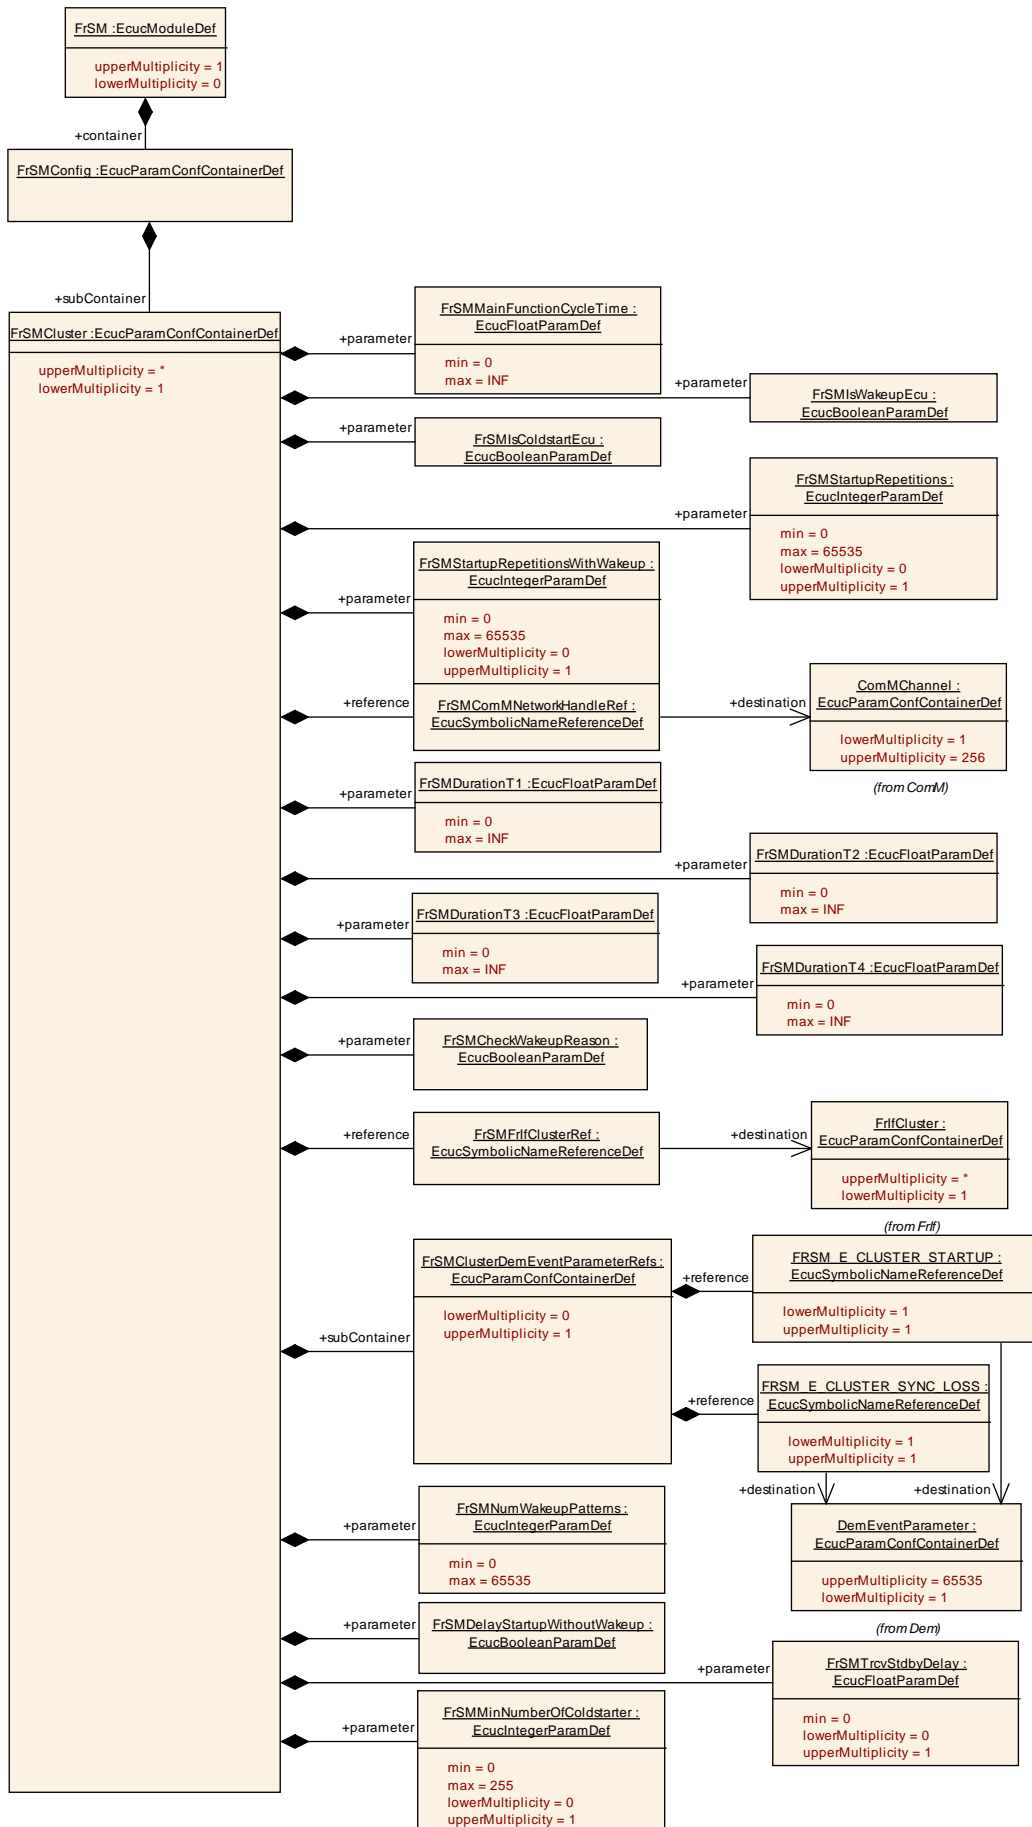 FrSM :EcucModuleDef
upperMultiplicity = 1
lowerMultiplicity = 0
+container
FrSMConfig :EcucParamConfContainerDef
+subContainer
FrSMCluster :EcucParamConfContainerDef
upperMultiplicity = *
lowerMultiplicity = 1
+parameter
FrSMMainFunctionCycleTime :
EcucFloatParamDef
min = 0
max = INF
+parameter
FrSMIsWakeupEcu :
EcucBooleanParamDef
+parameter
FrSMIsColdstartEcu :
EcucBooleanParamDef
+parameter
FrSMStartupRepetitions :
EcucIntegerParamDef
min = 0
max = 65535
lowerMultiplicity = 0
upperMultiplicity = 1
+parameter
FrSMStartupRepetitionsWithWakeup :
EcucIntegerParamDef
min = 0
max = 65535
lowerMultiplicity = 0
upperMultiplicity = 1
+reference
FrSMComMNetworkHandleRef :
EcucSymbolicNameReferenceDef
+destination
ComMChannel :
EcucParamConfContainerDef
lowerMultiplicity = 1
upperMultiplicity = 256
(from ComM)
+parameter
FrSMDurationT1 :EcucFloatParamDef
min = 0
max = INF
+parameter
FrSMDurationT2 :EcucFloatParamDef
min = 0
max = INF
+parameter
FrSMDurationT3 :EcucFloatParamDef
min = 0
max = INF
+parameter
FrSMDurationT4 :EcucFloatParamDef
min = 0
max = INF
+parameter
FrSMCheckWakeupReason :
EcucBooleanParamDef
+reference
FrSMFrIfClusterRef :
EcucSymbolicNameReferenceDef
+destination
FrIfCluster :
EcucParamConfContainerDef
upperMultiplicity = *
lowerMultiplicity = 1
(from FrIf)
+subContainer
FrSMClusterDemEventParameterRefs :
EcucParamConfContainerDef
lowerMultiplicity = 0
upperMultiplicity = 1
+reference
FRSM_E_CLUSTER_STARTUP :
EcucSymbolicNameReferenceDef
lowerMultiplicity = 1
upperMultiplicity = 1
+reference
FRSM_E_CLUSTER_SYNC_LOSS :
EcucSymbolicNameReferenceDef
lowerMultiplicity = 1
upperMultiplicity = 1
+destination
+destination
DemEventParameter :
EcucParamConfContainerDef
upperMultiplicity = 65535
lowerMultiplicity = 1
(from Dem)
+parameter
FrSMNumWakeupPatterns :
EcucIntegerParamDef
min = 0
max = 65535
+parameter
FrSMDelayStartupWithoutWakeup :
EcucBooleanParamDef
+parameter
FrSMTrcvStdbyDelay :
EcucFloatParamDef
min = 0
lowerMultiplicity = 0
upperMultiplicity = 1
+parameter
FrSMMinNumberOfColdstarter :
EcucIntegerParamDef
min = 0
max = 255
lowerMultiplicity = 0
upperMultiplicity = 1